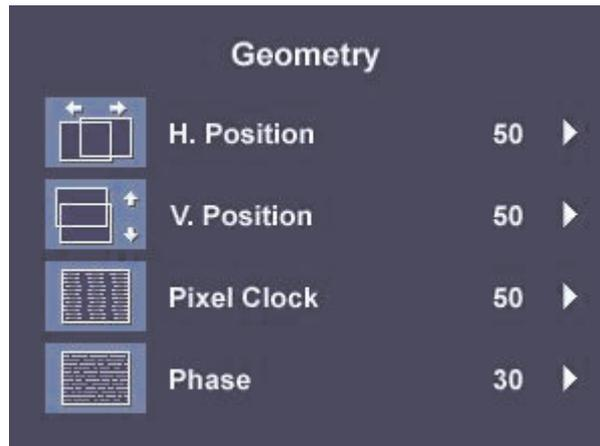 Geometry
H. Position 50
V. Position 50
Pixel Clock 50
Phase 30